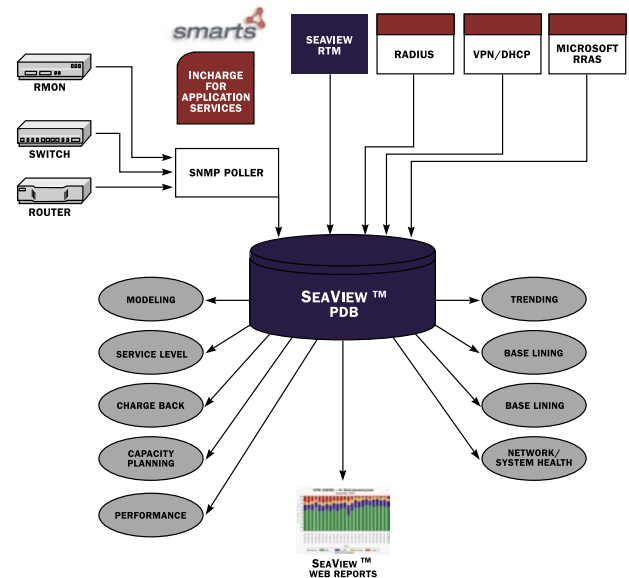 smarts
SEAVIEW
RTM
RADIUS
VPN/DHCP
MICROSOFT
RRAS
INCHARGE
FOR
APPLICATION
SERVICES
RMON
SWITCH
ROUTER
SNMP POLLER
SEAVIEW ™
PDB
MODELING
SERVICE LEVEL
CHARGE BACK
CAPACITY
PLANNING
PERFORMANCE
TRENDING
BASE LINING
BASE LINING
NETWORK/
SYSTEM HEALTH
SEAVIEW ™
WEB REPORTS